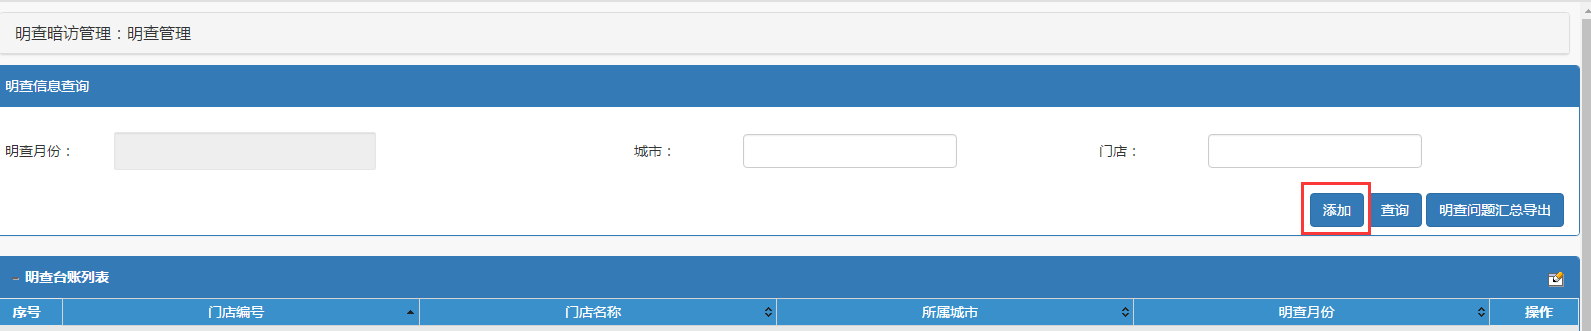 明查暗访管理：明查管理
明查信息查询
明查月份： 城市： 门店：
添加 查询 明查问题汇总导出
明查台账列表
序号 门店编号 门店名称 所属城市 明查月份 操作